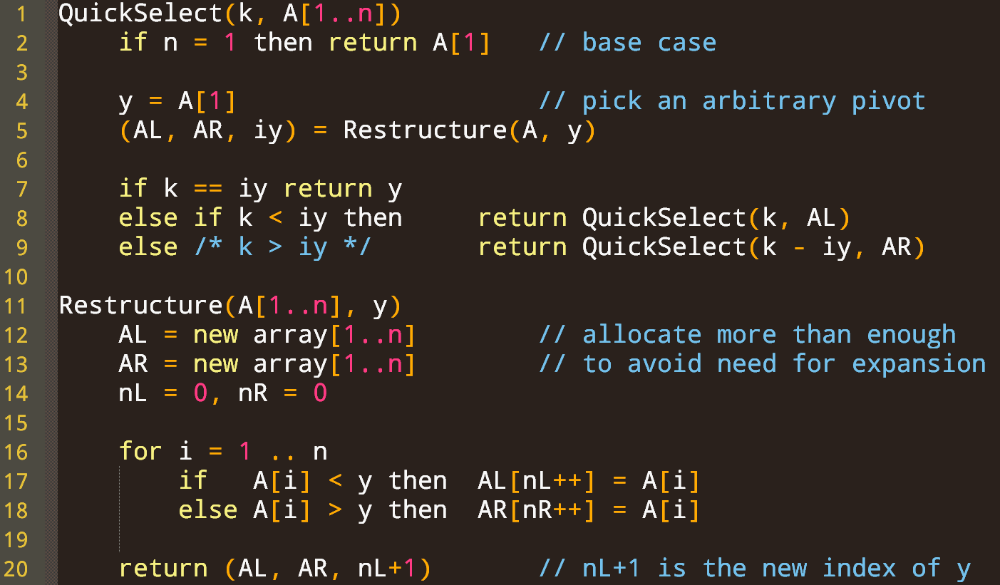 1 QuickSelect(k, A[1..n])
2 if n = 1 then return A[1] // base case
3
4 y = A[1] // pick an arbitrary pivot
5 (AL, AR, iy) = Restructure(A, y)
6
7 if k == iy return y
8 else if k < iy then return QuickSelect(k, AL)
9 else /* k > iy */ return QuickSelect(k - iy, AR)
10
11 Restructure(A[1..n], y)
12 AL = new array[1..n] // allocate more than enough
13 AR = new array[1..n] // to avoid need for expansion
14 nL = 0, nR = 0
15
16 for i = 1 .. n
17 if A[i] < y then AL[nL++] = A[i]
18 else A[i] > y then AR[nR++] = A[i]
19
20 return (AL, AR, nL+1) // nL+1 is the new index of y